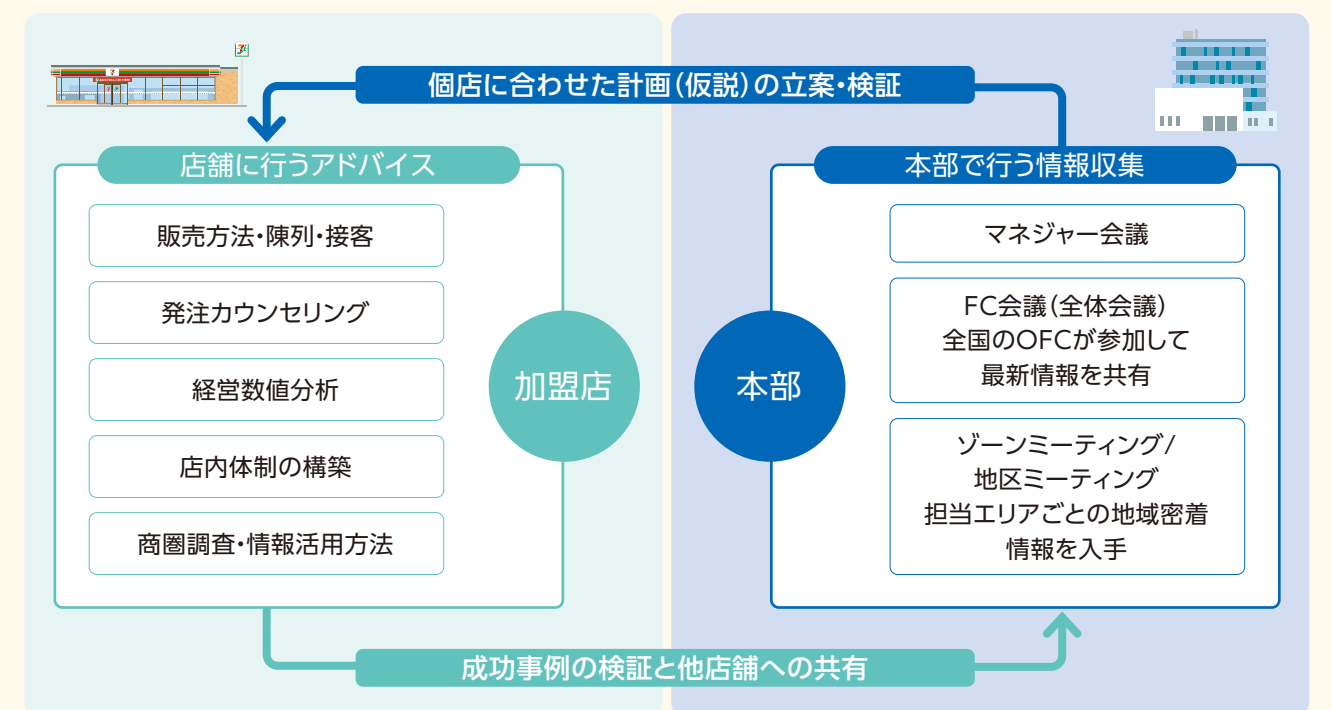 個店に合わせた計画(仮説)の立案・検証
店舗に行うアドバイス
販売方法・陳列・接客
発注カウンセリング
経営数値分析
店内体制の構築
商圏調査・情報活用方法
加盟店
本部
本部で行う情報収集
マネジャー会議
FC会議(全体会議)
全国のOFCが参加して
最新情報を共有
ゾーンミーティング/
地区ミーティング
担当エリアごとの地域密着
情報を入手
成功事例の検証と他店舗への共有